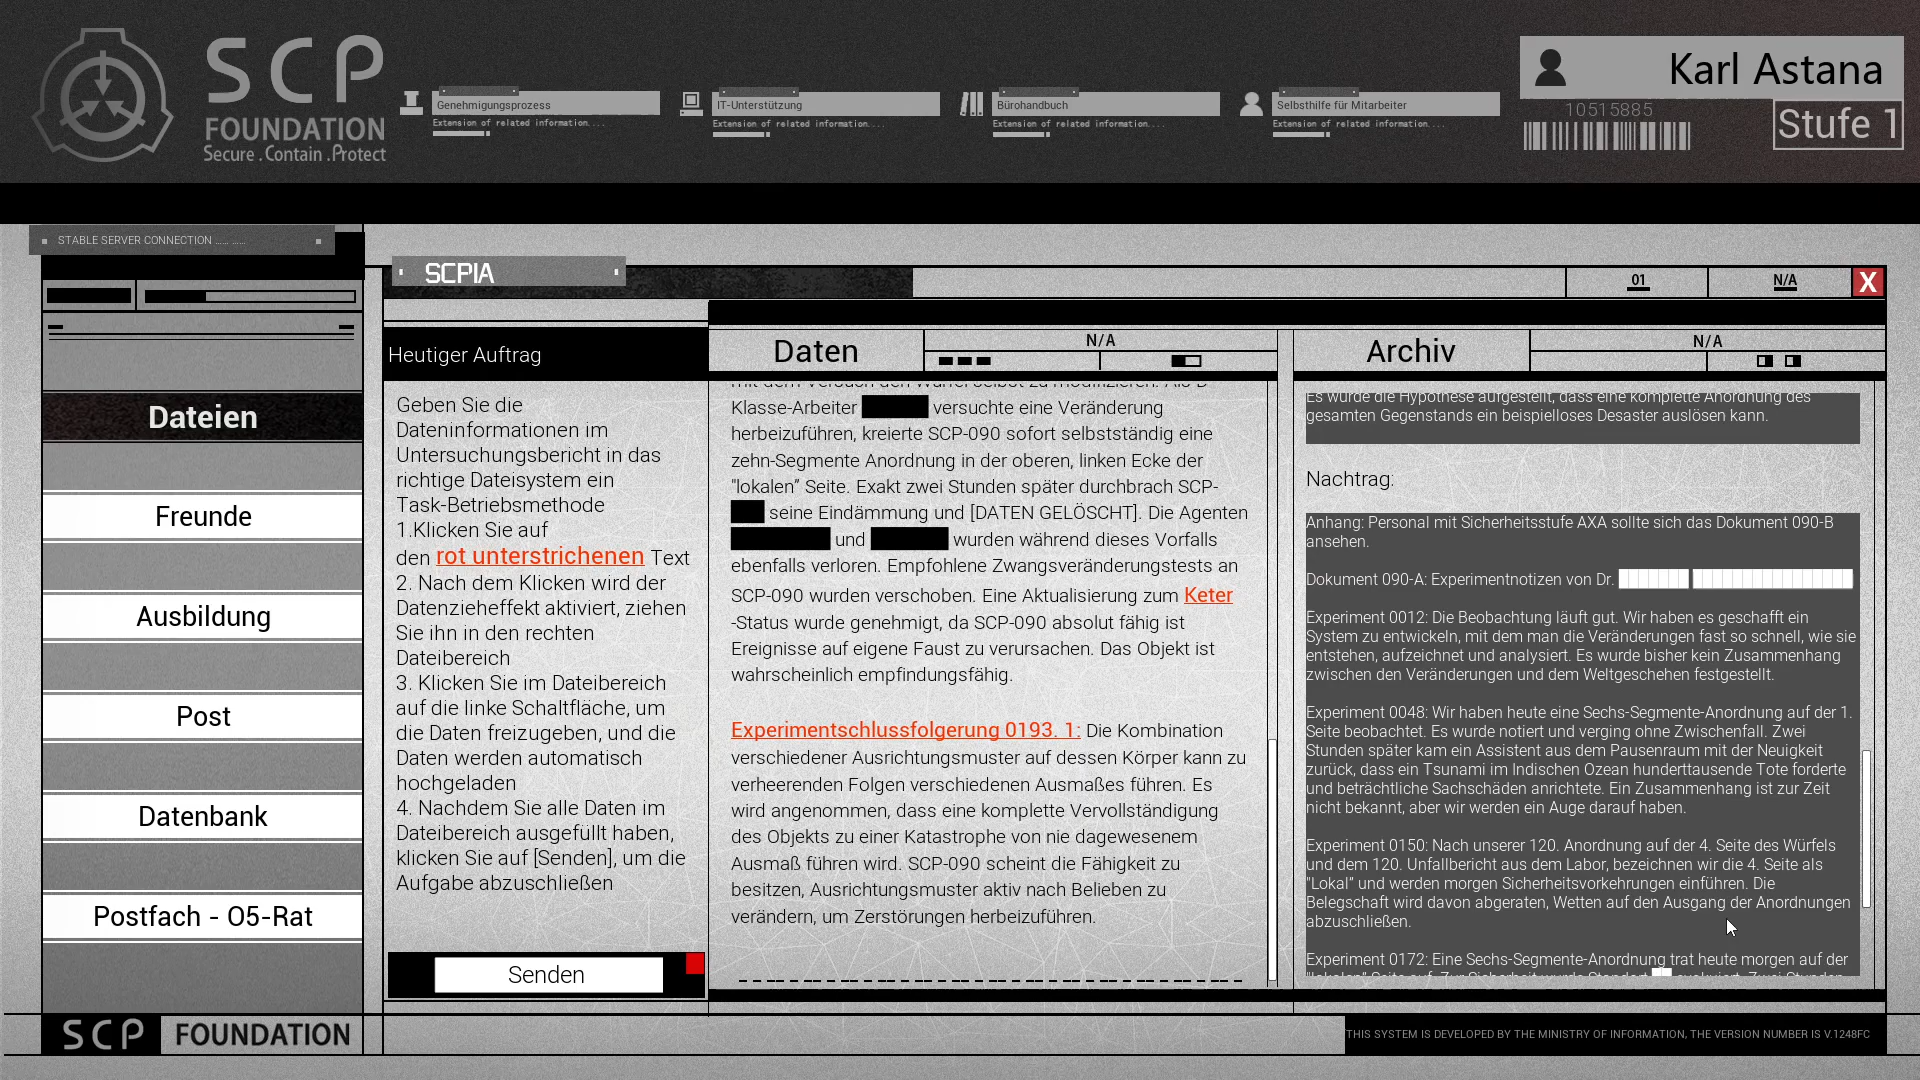 SCP
FOUNDATION
Secure . Contain . Protect
Genehmigungsprozess
Extension of related information....
IT-Unterstützung
Extension of related information....
Bürohandbuch
Extension of related information....
Selbsthilfe für Mitarbeiter
Extension of related information....
Karl Astana
10515885
Stufe 1
STABLE SERVER CONNECTION ...... ......
SCPIA
01
N/A
X
Dateien
Freunde
Ausbildung
Post
Datenbank
Postfach - O5-Rat
Heutiger Auftrag
Geben Sie die
Dateninformationen im
Untersuchungsbericht in das
richtige Dateisystem ein
Task-Betriebsmethode
1.Klicken Sie auf
den rot unterstrichenen Text
2. Nach dem Klicken wird der
Datenzieheffekt aktiviert, ziehen
Sie ihn in den rechten
Dateibereich
3. Klicken Sie im Dateibereich
auf die linke Schaltfläche, um
die Daten freizugeben, und die
Daten werden automatisch
hochgeladen
4. Nachdem Sie alle Daten im
Dateibereich ausgefüllt haben,
klicken Sie auf [Senden], um die
Aufgabe abzuschließen
Senden
Daten
N/A
mit dem Versuch den Würfel selbst zu modifizieren. Als D-
Klasse-Arbeiter versuchte eine Veränderung
herbeizuführen, kreierte SCP-090 sofort selbstständig eine
zehn-Segmente Anordnung in der oberen, linken Ecke der
"lokalen” Seite. Exakt zwei Stunden später durchbrach SCP-
seine Eindämmung und [DATEN GELÖSCHT]. Die Agenten
und wurden während dieses Vorfalls
ebenfalls verloren. Empfohlene Zwangsveränderungstests an
SCP-090 wurden verschoben. Eine Aktualisierung zum Keter
-Status wurde genehmigt, da SCP-090 absolut fähig ist
Ereignisse auf eigene Faust zu verursachen. Das Objekt ist
wahrscheinlich empfindungsfähig.
Experimentschlussfolgerung 0193. 1: Die Kombination
verschiedener Ausrichtungsmuster auf dessen Körper kann zu
verheerenden Folgen verschiedenen Ausmaßes führen. Es
wird angenommen, dass eine komplette Vervollständigung
des Objekts zu einer Katastrophe von nie dagewesenem
Ausmaß führen wird. SCP-090 scheint die Fähigkeit zu
besitzen, Ausrichtungsmuster aktiv nach Belieben zu
verändern, um Zerstörungen herbeizuführen.
Archiv
N/A
Es wurde die Hypothese aufgestellt, dass eine komplette Anordnung des
gesamten Gegenstands ein beispielloses Desaster auslösen kann.
Nachtrag:
Anhang: Personal mit Sicherheitsstufe AXA sollte sich das Dokument 090-B
ansehen.
Dokument 090-A: Experimentnotizen von Dr.
Experiment 0012: Die Beobachtung läuft gut. Wir haben es geschafft ein
System zu entwickeln, mit dem man die Veränderungen fast so schnell, wie sie
entstehen, aufzeichnet und analysiert. Es wurde bisher kein Zusammenhang
zwischen den Veränderungen und dem Weltgeschehen festgestellt.
Experiment 0048: Wir haben heute eine Sechs-Segmente-Anordnung auf der 1.
Seite beobachtet. Es wurde notiert und verging ohne Zwischenfall. Zwei
Stunden später kam ein Assistent aus dem Pausenraum mit der Neuigkeit
zurück, dass ein Tsunami im Indischen Ozean hunderttausende Tote forderte
und beträchtliche Sachschäden anrichtete. Ein Zusammenhang ist zur Zeit
nicht bekannt, aber wir werden ein Auge darauf haben.
Experiment 0150: Nach unserer 120. Anordnung auf der 4. Seite des Würfels
und dem 120. Unfallbericht aus dem Labor, bezeichnen wir die 4. Seite als
"Lokal” und werden morgen Sicherheitsvorkehrungen einführen. Die
Belegschaft wird davon abgeraten, Wetten auf den Ausgang der Anordnungen
abzuschließen.
Experiment 0172: Eine Sechs-Segmente-Anordnung trat heute morgen auf der
"lokalen” Seite auf. Zur Sicherheit wurde Standort evakuiert. Zwei Stunden
SCP FOUNDATION
THIS SYSTEM IS DEVELOPED BY THE MINISTRY OF INFORMATION, THE VERSION NUMBER IS V.1248FC